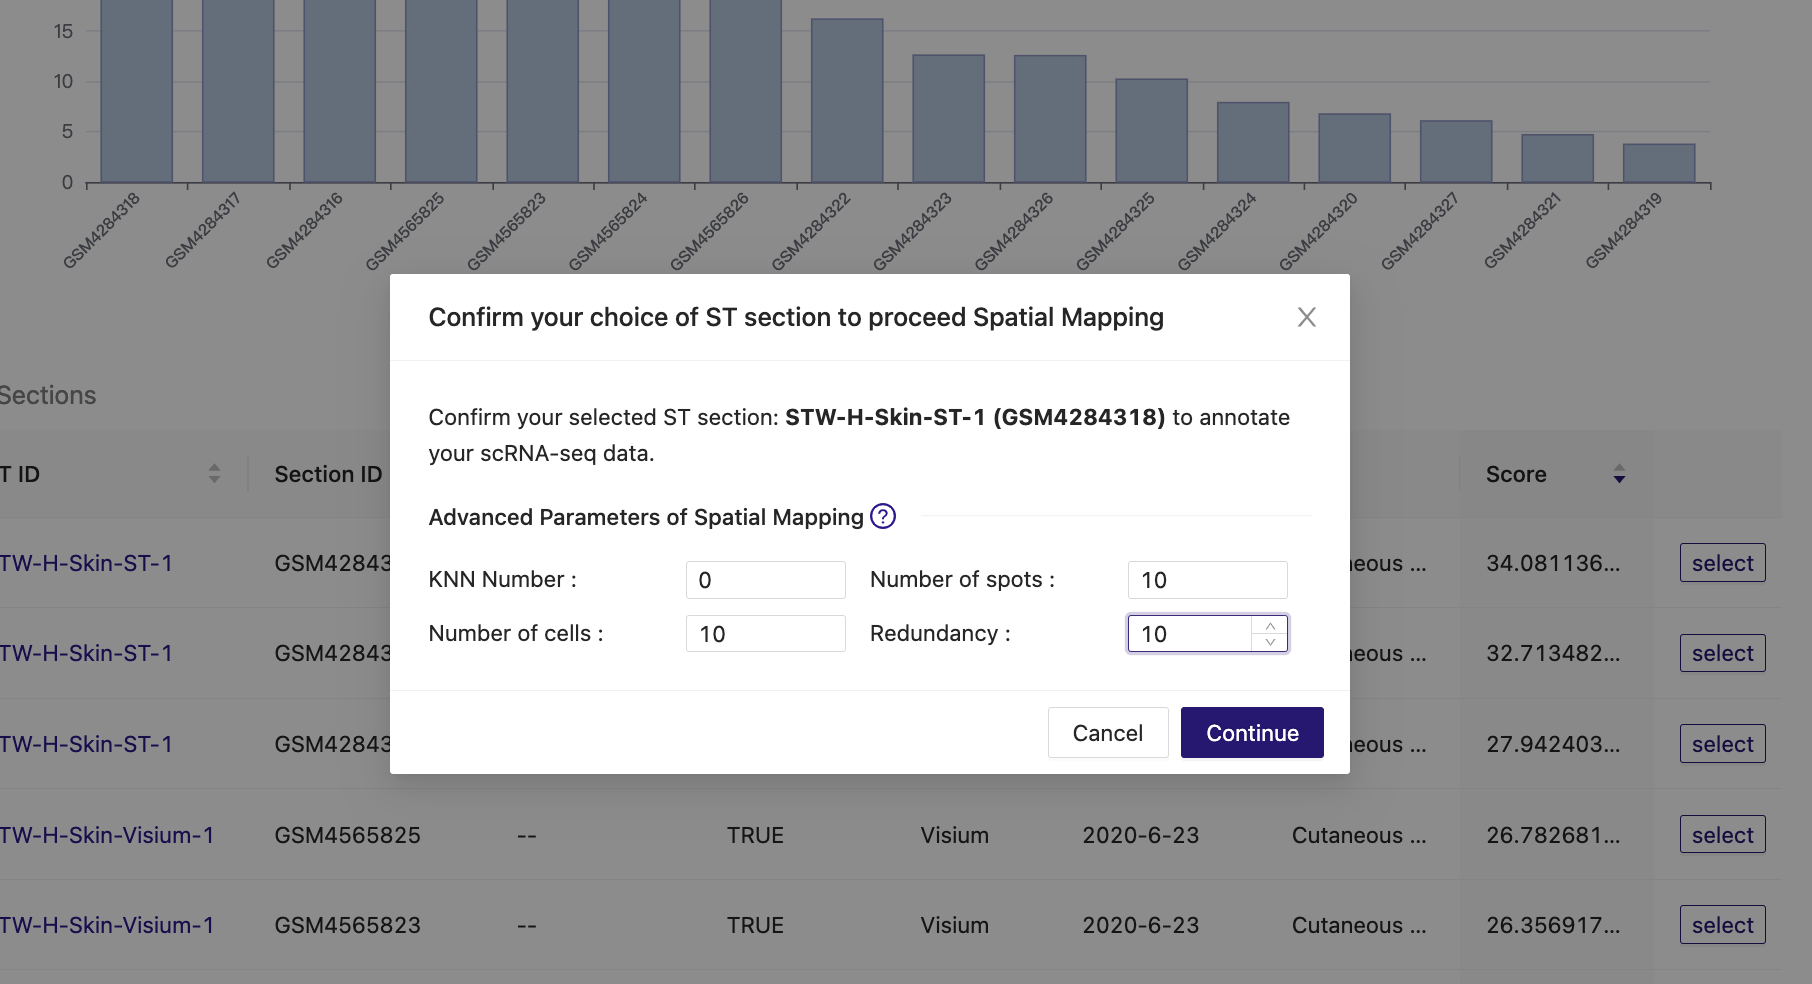 15
10
5
0
GSM4284318
GSM4284317
GSM4284316
GSM4565825
GSM4565823
GSM4565824
GSM4565826
GSM4284322
GSM4284323
GSM4284326
GSM4284325
GSM4284324
GSM4284320
GSM4284327
GSM4284321
GSM4284319
Confirm your choice of ST section to proceed Spatial Mapping
Sections
Confirm your selected ST section: STW-H-Skin-ST-1 (GSM4284318) to annotate
your scRNA-seq data.
T ID
Section ID
Score
Advanced Parameters of Spatial Mapping ?
TW-H-Skin-ST-1
GSM42843
neous ...
34.081136...
select
KNN Number : 0
Number of spots : 10
Number of cells : 10
Redundancy : 10
TW-H-Skin-ST-1
GSM42843
neous ...
32.713482...
select
Cancel
Continue
TW-H-Skin-ST-1
GSM42843
neous ...
27.942403...
select
TW-H-Skin-Visium-1 GSM4565825 -- TRUE Visium 2020-6-23 Cutaneous ... 26.782681... select
TW-H-Skin-Visium-1 GSM4565823 -- TRUE Visium 2020-6-23 Cutaneous ... 26.356917... select